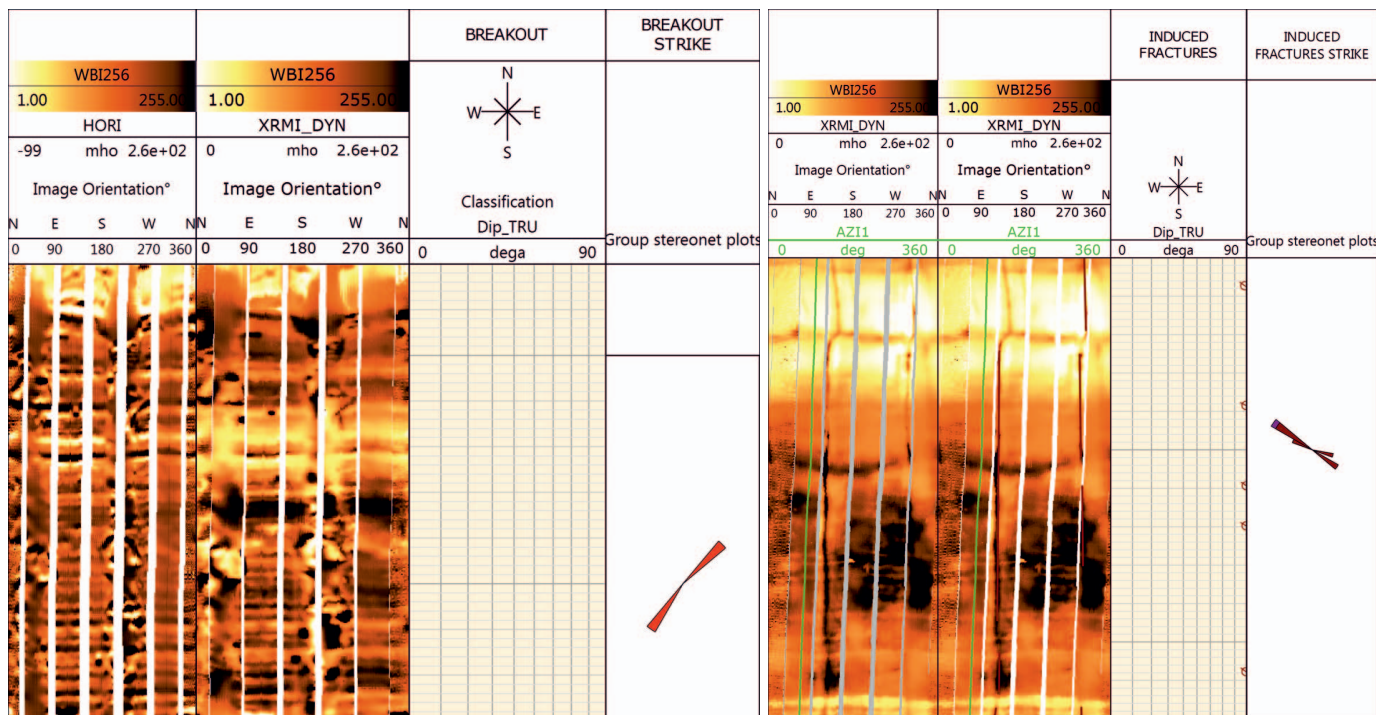 BREAKOUT
BREAKOUT
STRIKE
WBI256
1.00 255.00
HORI
-99 mho 2.6e+02
Image Orientation°
N E S W N
0 90 180 270 360
WBI256
1.00 255.00
XRMI_DYN
0 mho 2.6e+02
Image Orientation°
N E S W N
0 90 180 270 360
N
W E
S
Classification
Dip_TRU
0 dega 90
Group stereonet plots
INDUCED
FRACTURES
INDUCED
FRACTURES STRIKE
WBI256
1.00 255.00
XRMI_DYN
0 mho 2.6e+02
Image Orientation°
N E S W N
0 90 180 270 360
AZI1
0 deg 360
WBI256
1.00 255.00
XRMI_DYN
0 mho 2.6e+02
Image Orientation°
N E S W N
0 90 180 270 360
AZI1
0 deg 360
N
W E
S
Dip_TRU
0 dega 90
Group stereonet plots